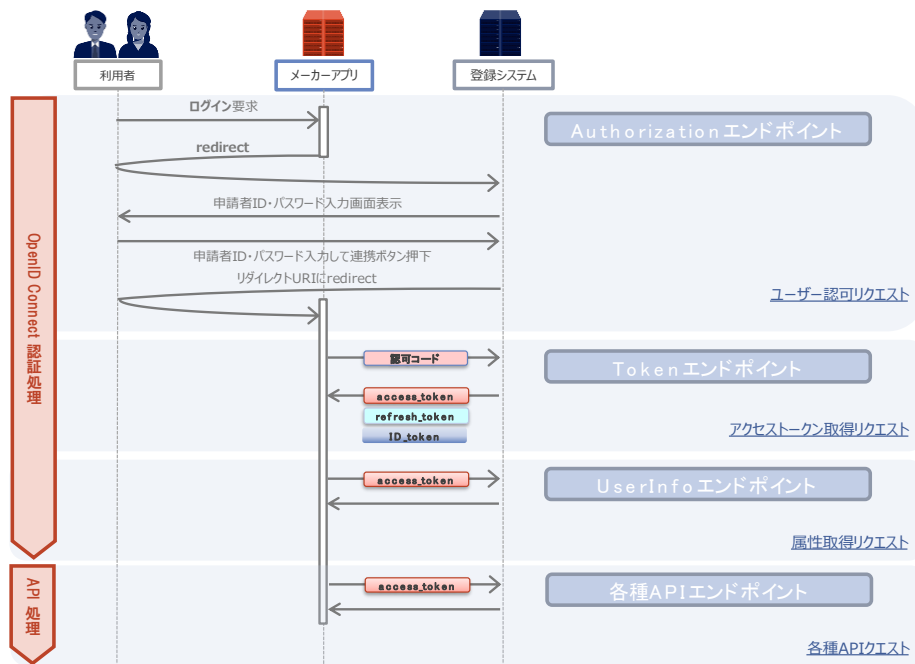 利用者
メーカーアプリ
登録システム
OpenID Connect 認証処理
ログイン要求
Authorizationエンドポイント
redirect
申請者ID・パスワード入力画面表示
申請者ID・パスワード入力して連携ボタン押下
リダイレクトURIにredirect
ユーザー認可リクエスト
認可コード
Tokenエンドポイント
access_token
refresh_token
ID_token
アクセストークン取得リクエスト
access_token
UserInfoエンドポイント
属性取得リクエスト
API 処理
access_token
各種APIエンドポイント
各種APIクエスト